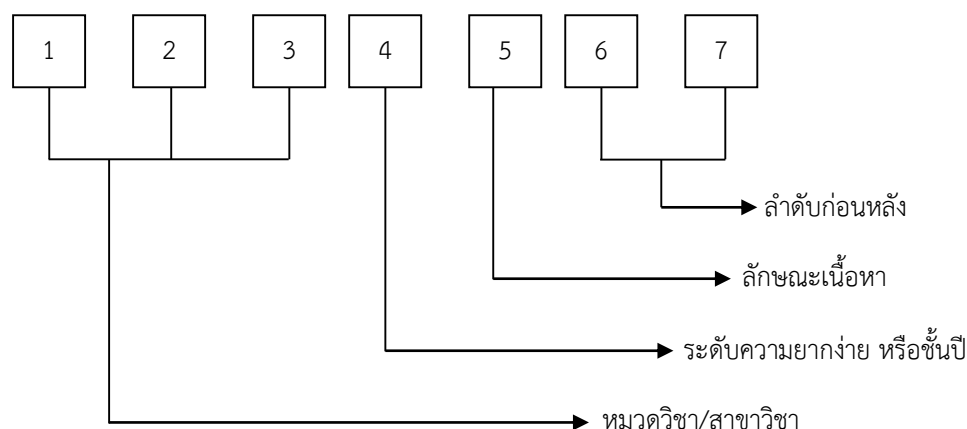 1 2 3 4 5 6 7
ลำดับก่อนหลัง
ลักษณะเนื้อหา
ระดับความยากง่าย หรือชั้นปี
หมวดวิชา/สาขาวิชา